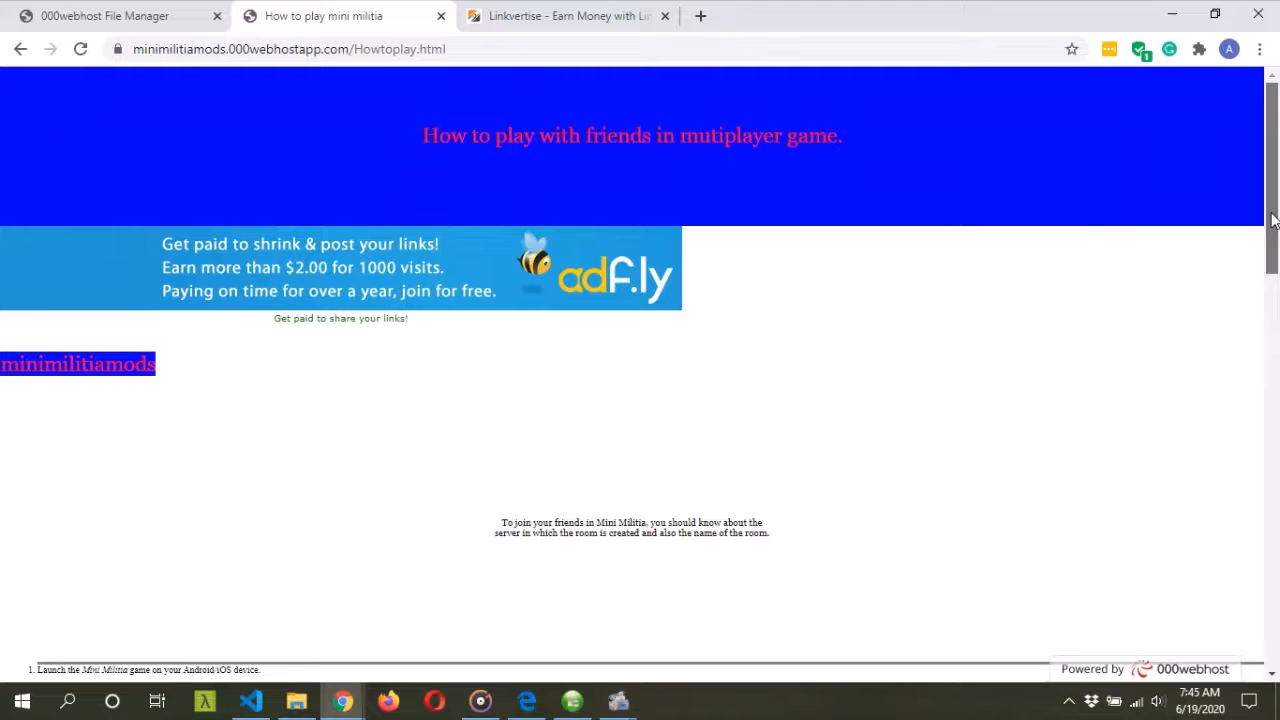 000webhost File Manager
How to play mini militia
Linkvertise - Earn Money with Lin
minimilitiamods.000webhostapp.com/Howtoplay.html
1
A
How to play with friends in mutiplayer game.
Get paid to shrink & post your links!
Earn more than $2.00 for 1000 visits.
Paying on time for over a year, join for free.
adf.ly
Get paid to share your links!
minimilitiamods
To join your friends in Mini Militia, you should know about the
server in which the room is created and also the name of the room.
1. Launch the Mini Militia game on your Android/iOS device.
Powered by 000webhost
7:45 AM
6/19/2020